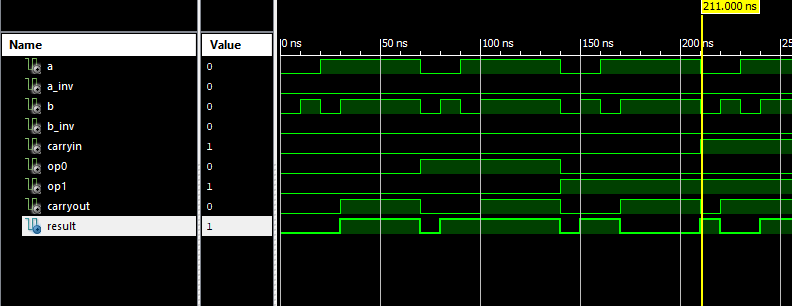 211.000 ns
Name Value
0 ns 50 ns 100 ns 150 ns 200 ns 25
a 0
a_inv 0
b 0
b_inv 0
carryin 1
op0 0
op1 1
carryout 0
result 1